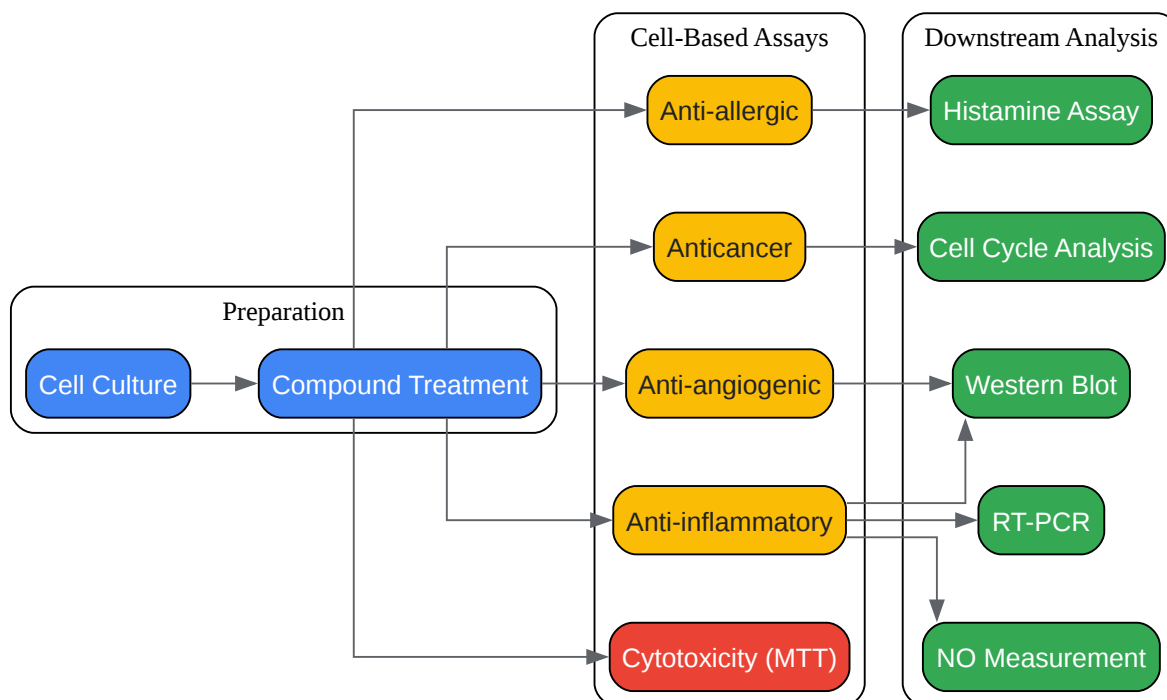 Cell-Based Assays
Downstream Analysis
Anti-allergic
Histamine Assay
Anticancer
Cell Cycle Analysis
Preparation
Cell Culture
Compound Treatment
Anti-angiogenic
Western Blot
Anti-inflammatory
RT-PCR
Cytotoxicity (MTT)
NO Measurement